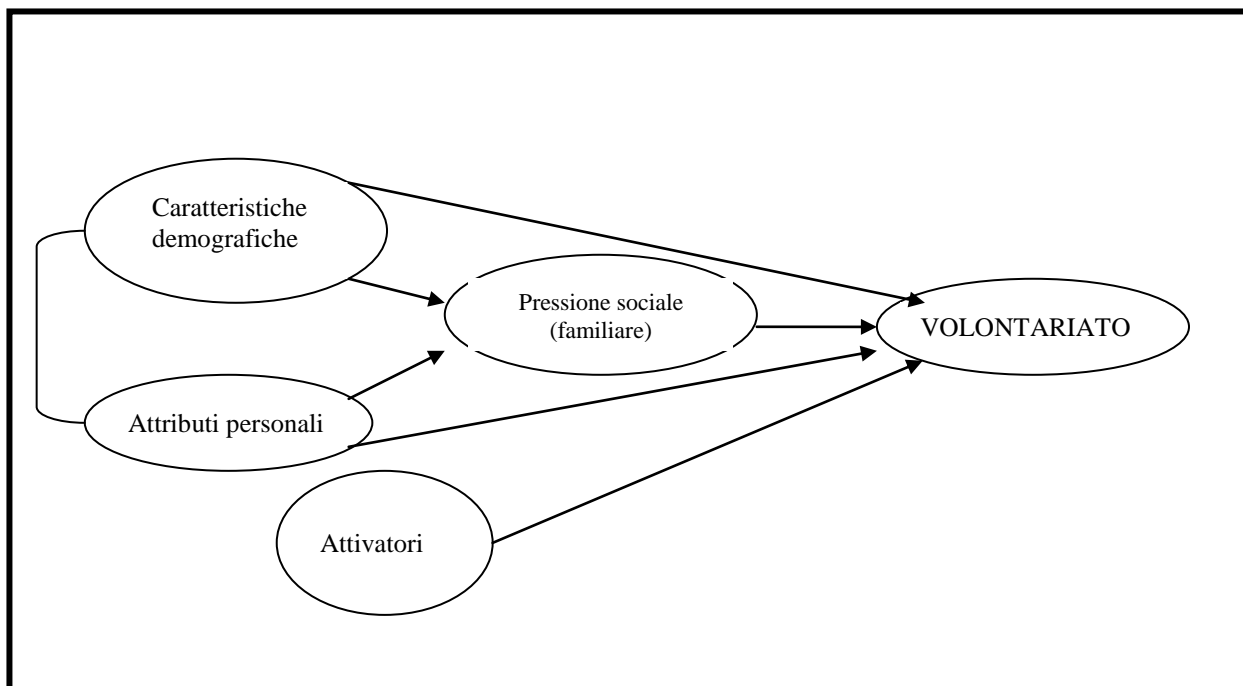 Caratteristiche
demografiche
Pressione sociale
(familiare)
VOLONTARIATO
Attributi personali
Attivatori